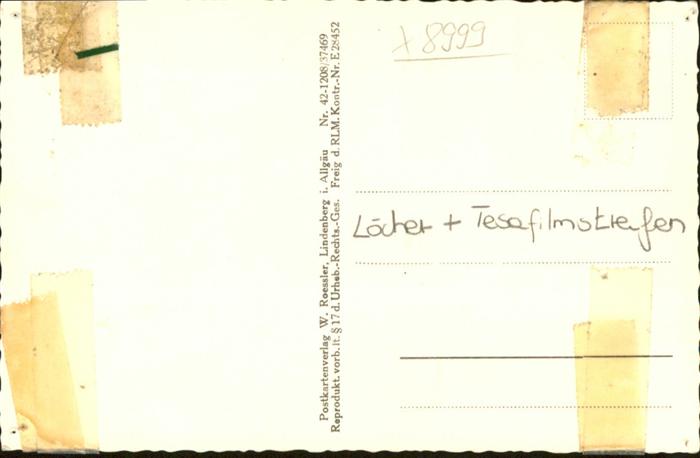 x 8999
Postkartenverlag W. Roessler, Lindenberg i. Allgäu Nr. 42-1208/37469
Reprodukt. vorb. lt. § 17 d. Urheb.-Rechts-Ges. Freig d. RLM. Kontr.-Nr. E 28452
Löcher + Tesafilmstreifen